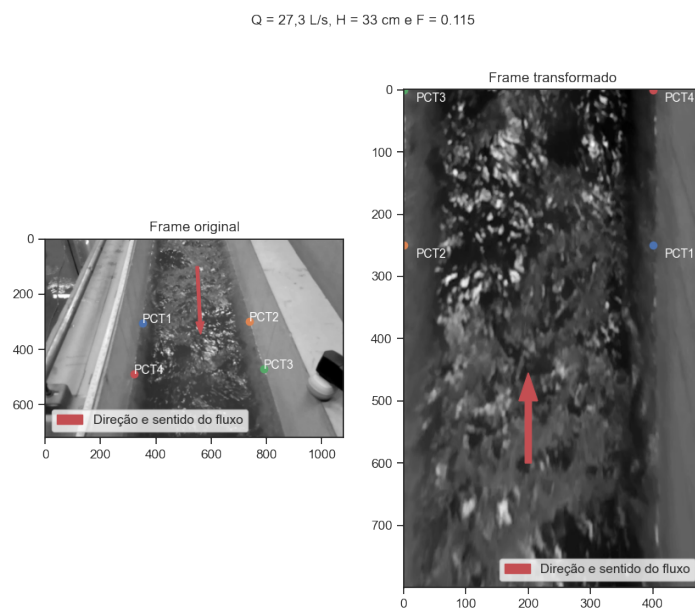 Q = 27,3 L/s, H = 33 cm e F = 0.115
Frame original
0
200
400
600
0
200
400
600
800
1000
PCT1
PCT2
PCT4
PCT3
Direção e sentido do fluxo
Frame transformado
0
100
200
300
400
500
600
700
0
100
200
300
400
PCT3
PCT4
PCT2
PCT1
Direção e sentido do fluxo